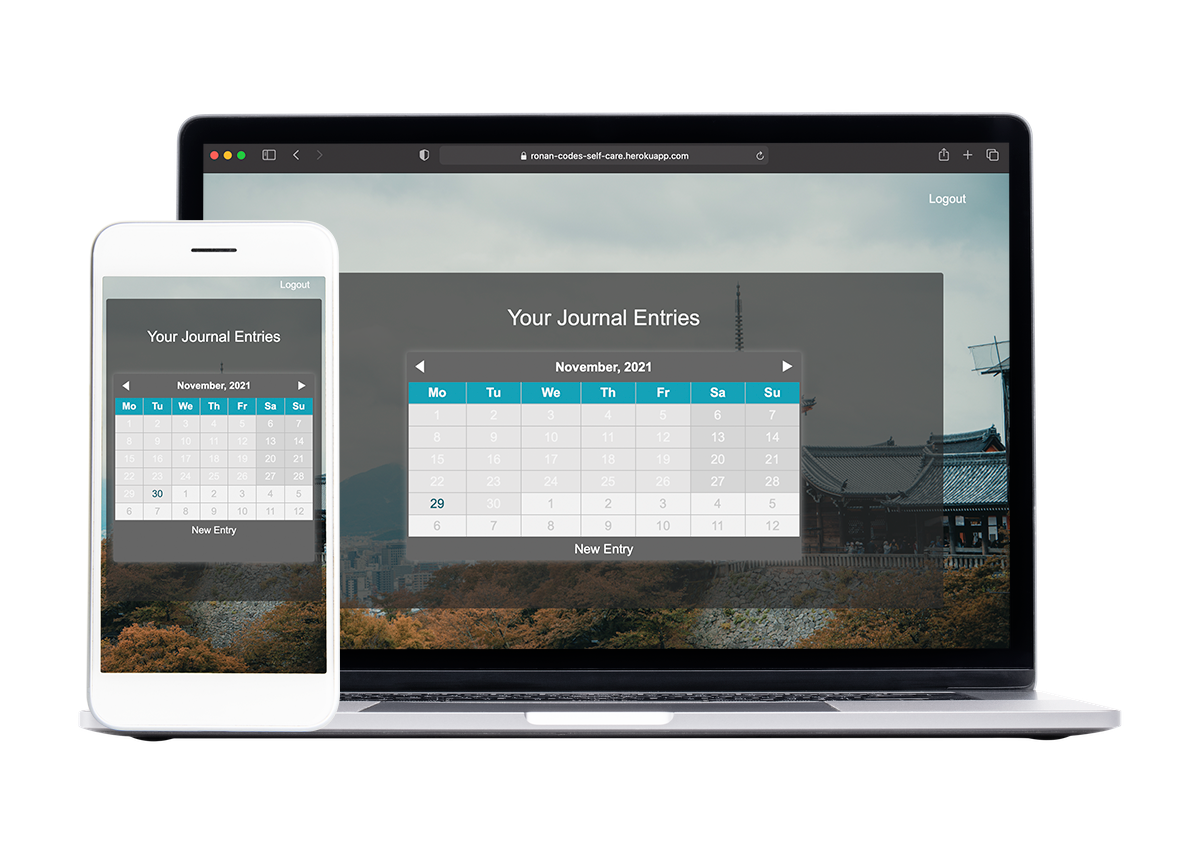 ronan-codes-self-care.herokuapp.com
Logout
Your Journal Entries
November, 2021
Mo Tu We Th Fr Sa Su
1 2 3 4 5 6 7
8 9 10 11 12 13 14
15 16 17 18 19 20 21
22 23 24 25 26 27 28
29 30 1 2 3 4 5
6 7 8 9 10 11 12
New Entry
Logout
Your Journal Entries
November, 2021
Mo Tu We Th Fr Sa Su
1 2 3 4 5 6 7
8 9 10 11 12 13 14
15 16 17 18 19 20 21
22 23 24 25 26 27 28
29 30 1 2 3 4 5
6 7 8 9 10 11 12
New Entry